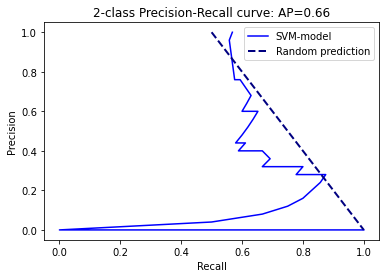 2-class Precision-Recall curve: AP=0.66
SVM-model
Random prediction
Precision
1.0
0.8
0.6
0.4
0.2
0.0
0.0
0.2
0.4
0.6
0.8
1.0
Recall